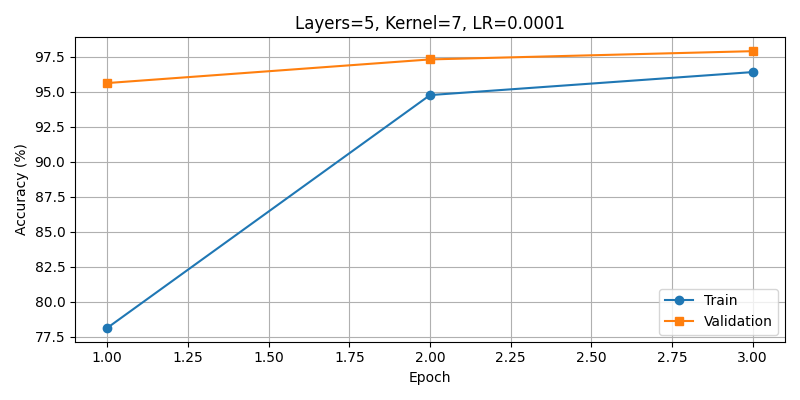 Layers=5, Kernel=7, LR=0.0001
Accuracy (%)
97.5
95.0
92.5
90.0
87.5
85.0
82.5
80.0
77.5
Train
Validation
1.00 1.25 1.50 1.75 2.00 2.25 2.50 2.75 3.00
Epoch